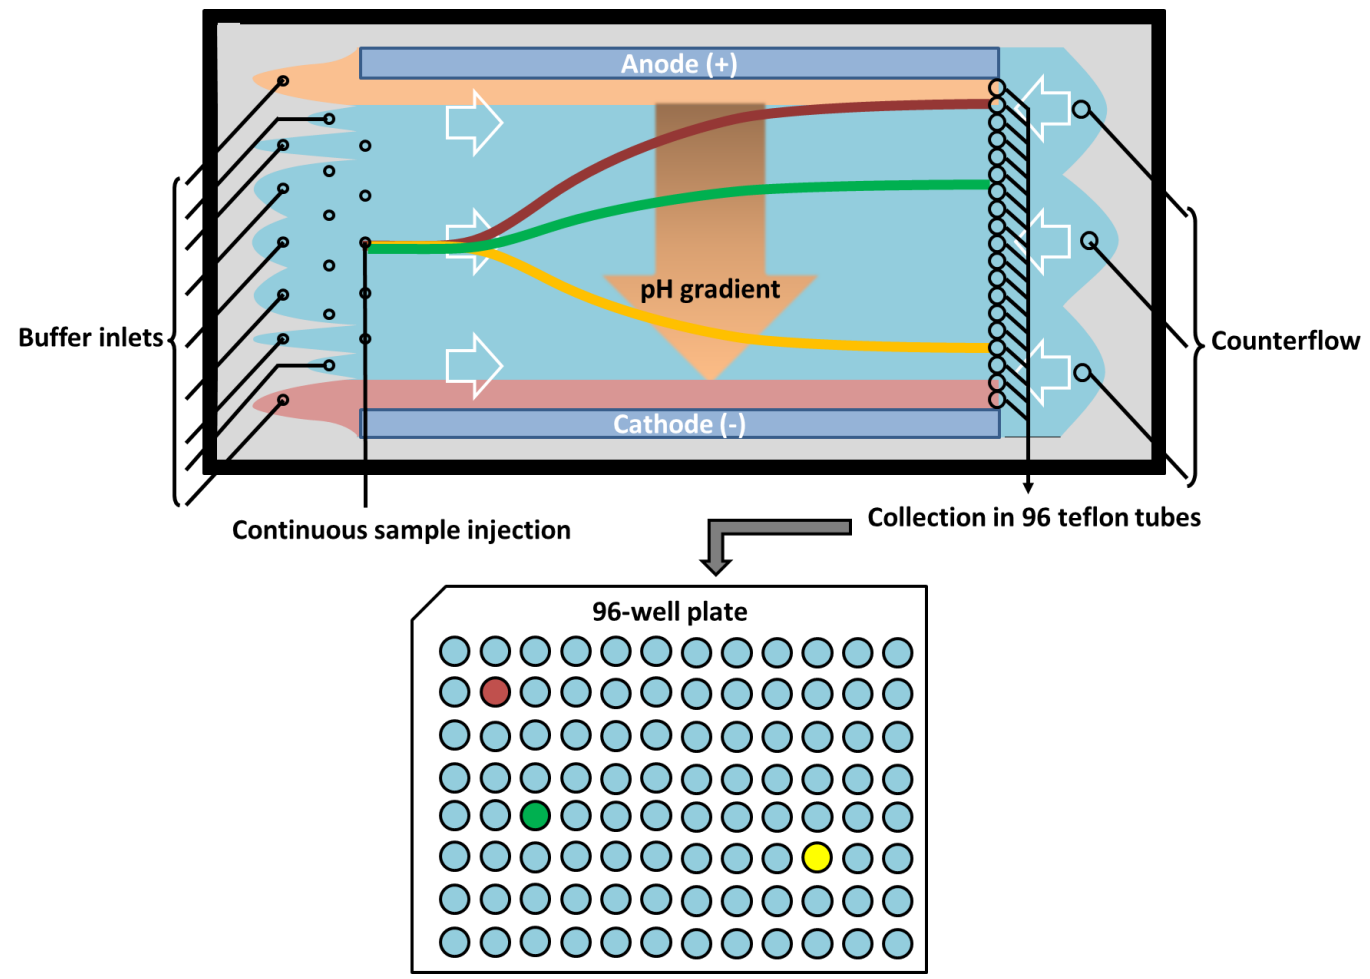 Anode (+)
pH gradient
Buffer inlets
Counterflow
Cathode (-)
Continuous sample injection
Collection in 96 teflon tubes
96-well plate